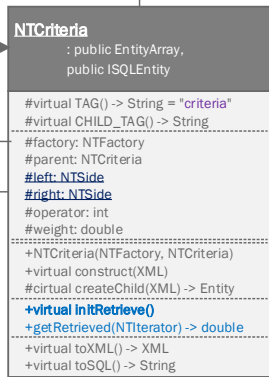 NTCriteria
: public EntityArray,
public ISQLEntity
#virtual TAG() -> String = "criteria"
#virtual CHILD_TAG() -> String
#factory: NTFactory
#parent: NTCriteria
#left: NTSide
#right: NTSide
#operator: int
#weight: double
+NTCriteria(NTFactory, NTCriteria)
+virtual construct(XML)
#cirtual createChild(XML) -> Entity
+virtual initRetrieve()
+getRetrieved(NTIterator) -> double
+virtual toXML() -> XML
+virtual toSQL() -> String